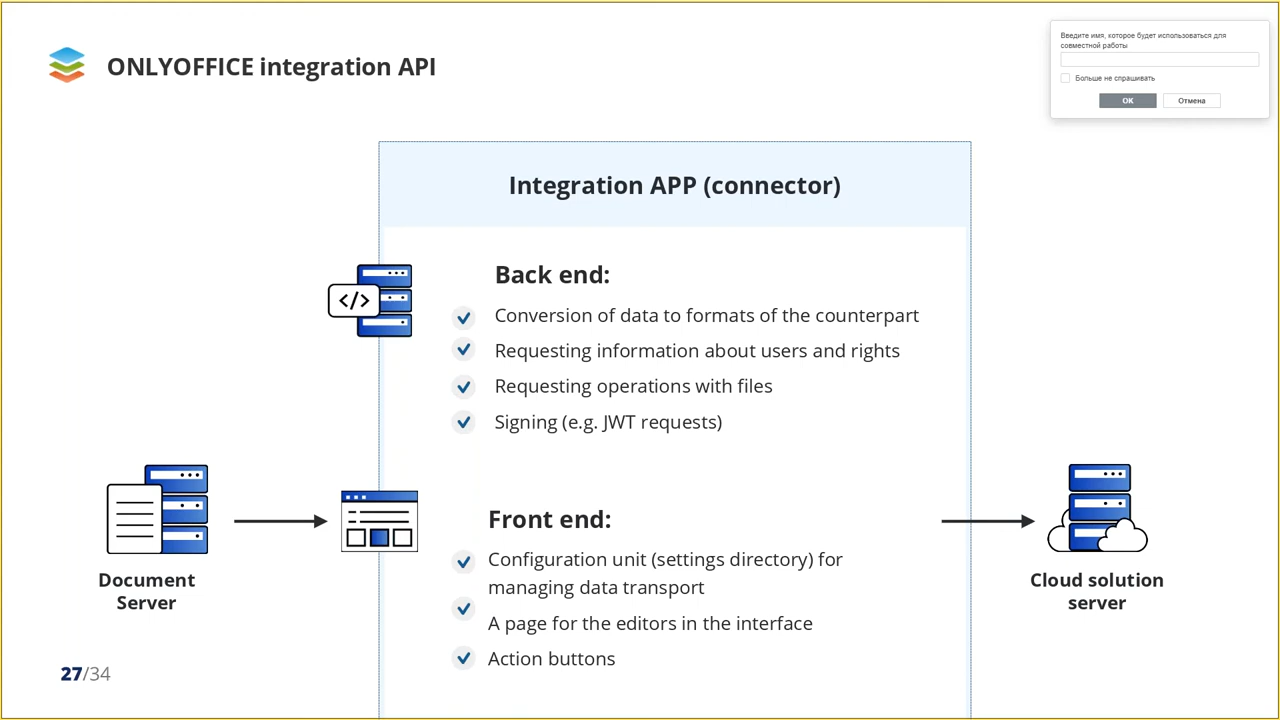 ONLYOFFICE integration API
Введите имя, которое будет использоваться для
совместной работы
Больше не спрашивать
OK
Отмена
Integration APP (connector)
</>
Back end:
Conversion of data to formats of the counterpart
Requesting information about users and rights
Requesting operations with files
Signing (e.g. JWT requests)
Front end:
Configuration unit (settings directory) for
managing data transport
A page for the editors in the interface
Action buttons
Document
Server
Cloud solution
server
27/34